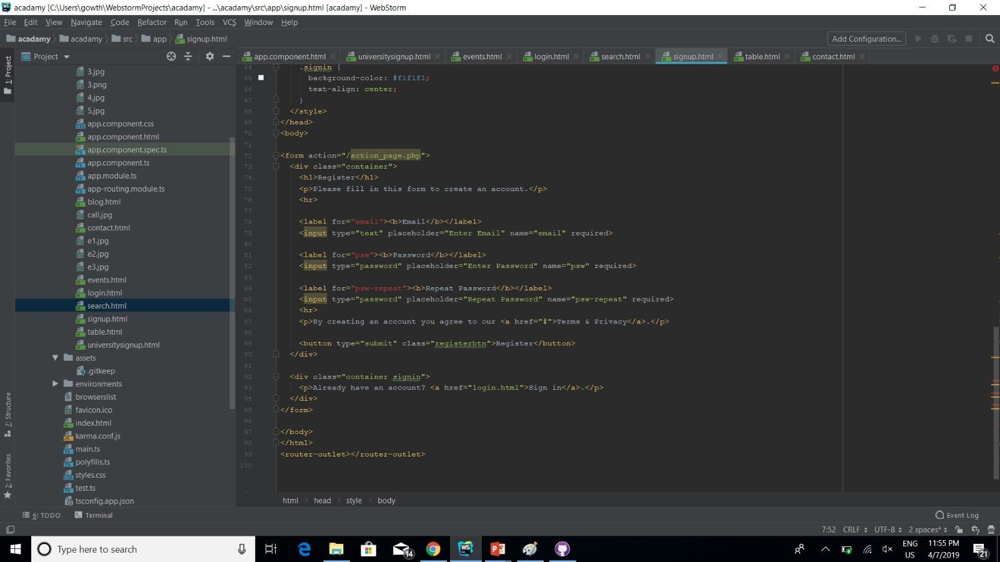 acadamy [C:\Users\gowth\WebstormProjects\acadamy] - ...\acadamy\src\app\signup.html [acadamy] - WebStorm
File Edit View Navigate Code Refactor Run Tools VCS Window Help
acadamy acadamy src app signup.html Add Configuration...
Project
app.component.html universitysignup.html events.html login.html search.html signup.html table.html contact.html
1: Project
3.jpg
3.png
4.jpg
5.jpg
app.component.css
app.component.html
app.component.spec.ts
app.component.ts
app.module.ts
app-routing.module.ts
blog.html
call.jpg
contact.html
e1.jpg
e2.jpg
e3.jpg
events.html
login.html
search.html
signup.html
table.html
universitysignup.html
assets
.gitkeep
environments
browserslist
favicon.ico
index.html
karma.conf.js
main.ts
polyfills.ts
styles.css
test.ts
tsconfig.app.json
7: Structure
2: Favorites
64 .signin {
65 background-color: #f1f1f1;
66 text-align: center;
67 }
68 </style>
69 </head>
70 <body>
71
72 <form action="/action_page.php">
73 <div class="container">
74 <h1>Register</h1>
75 <p>Please fill in this form to create an account.</p>
76 <hr>
77
78 <label for="email"><b>Email</b></label>
79 <input type="text" placeholder="Enter Email" name="email" required>
80
81 <label for="psw"><b>Password</b></label>
82 <input type="password" placeholder="Enter Password" name="psw" required>
83
84 <label for="psw-repeat"><b>Repeat Password</b></label>
85 <input type="password" placeholder="Repeat Password" name="psw-repeat" required>
86 <hr>
87 <p>By creating an account you agree to our <a href="#">Terms & Privacy</a>.</p>
88
89 <button type="submit" class="registerbtn">Register</button>
90 </div>
91
92 <div class="container signin">
93 <p>Already have an account? <a href="login.html">Sign in</a>.</p>
94 </div>
95 </form>
96
97 </body>
98 </html>
99 <router-outlet></router-outlet>
100
html head style body
6: TODO Terminal Event Log
7:52 CRLF UTF-8 2 spaces*
Type here to search
14
WS
ENG
US
11:55 PM
4/7/2019
21